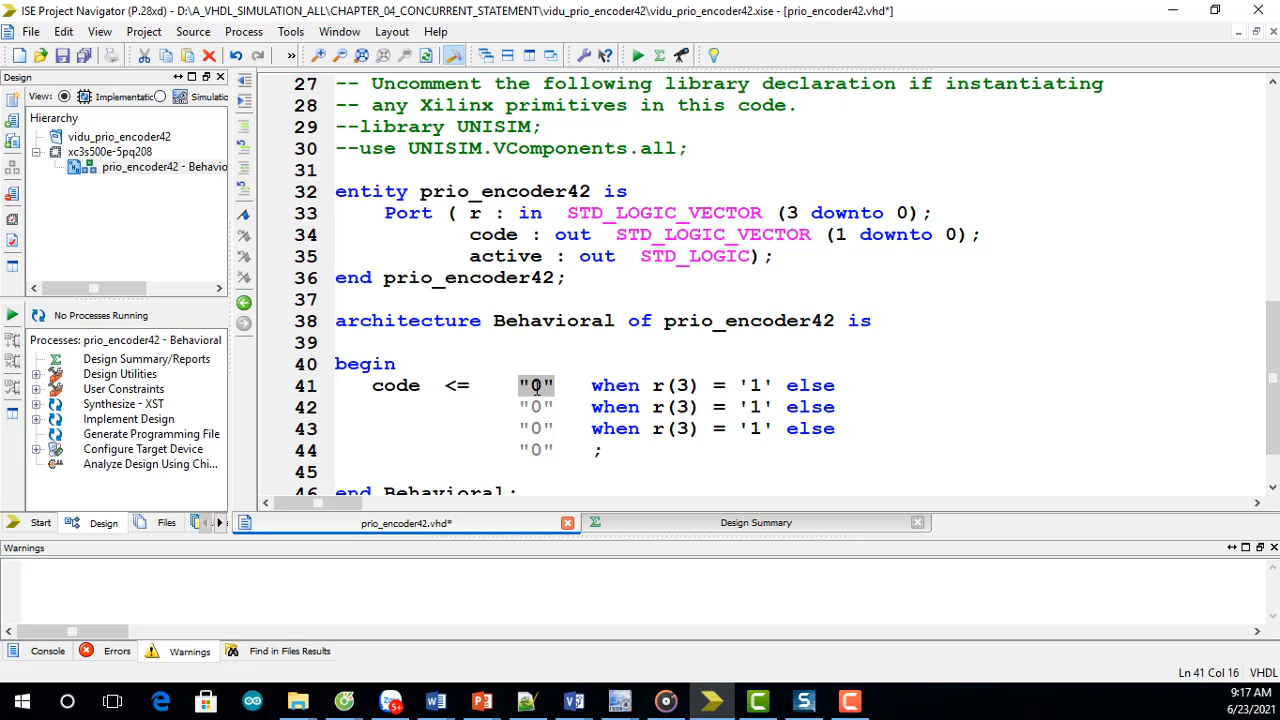 ISE Project Navigator (P.28xd) - D:\A_VHDL_SIMULATION_ALL\CHAPTER_04_CONCURRENT_STATEMENT\vidu_prio_encoder42\vidu_prio_encoder42.xise - [prio_encoder42.vhd*]
File Edit View Project Source Process Tools Window Layout Help
Design
View: Implementatic Simulatic
Hierarchy
vidu_prio_encoder42
xc3s500e-5pq208
prio_encoder42 - Behavio
No Processes Running
Processes: prio_encoder42 - Behavioral
Design Summary/Reports
Design Utilities
User Constraints
Synthesize - XST
Implement Design
Generate Programming File
Configure Target Device
Analyze Design Using Chi...
Start Design Files
27 -- Uncomment the following library declaration if instantiating
28 -- any Xilinx primitives in this code.
29 --library UNISIM;
30 --use UNISIM.VComponents.all;
31
32 entity prio_encoder42 is
33 Port ( r : in STD_LOGIC_VECTOR (3 downto 0);
34 code : out STD_LOGIC_VECTOR (1 downto 0);
35 active : out STD_LOGIC);
36 end prio_encoder42;
37
38 architecture Behavioral of prio_encoder42 is
39
40 begin
41 code <= "0" when r(3) = '1' else
42 "0" when r(3) = '1' else
43 "0" when r(3) = '1' else
44 "0" ;
45
46 end Behavioral;
prio_encoder42.vhd* Design Summary
Warnings
Console Errors Warnings Find in Files Results
Ln 41 Col 16 VHDL
9:17 AM
6/23/2021